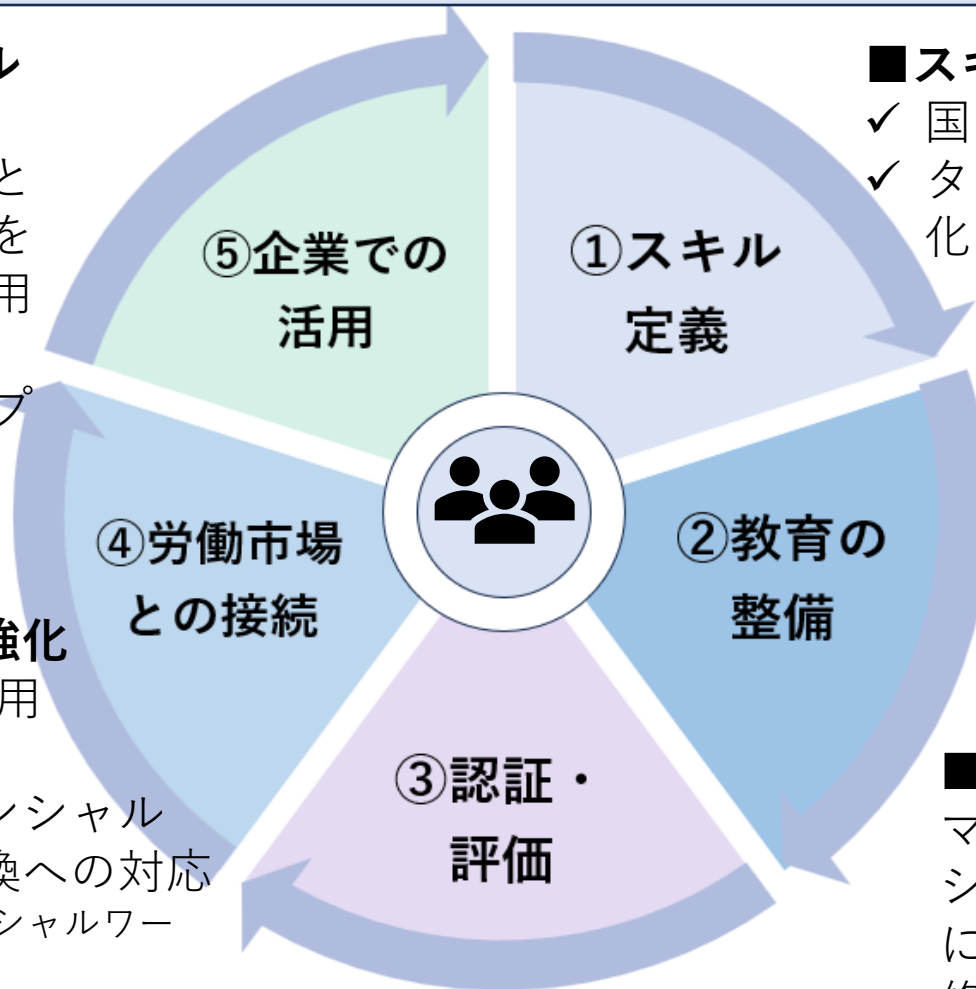 ■スキ
✓ 国
✓ タ
化
①スキル
定義
②教育の
整備
③認証・
評価
④労働市場
との接続
⑤企業での
活用
ル
と
を
用
プ
強化
用
ンシャル
換への対応
シャルワー
■
マ
シ
に